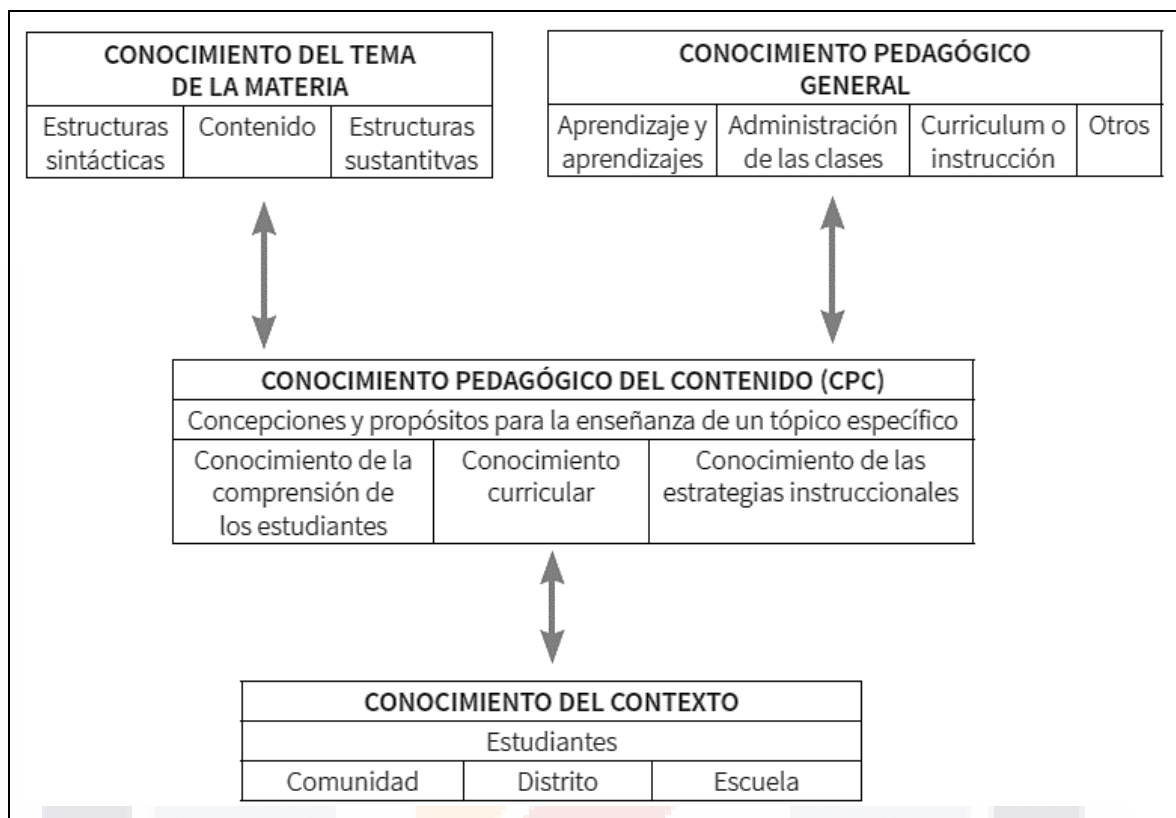 CONOCIMIENTO DEL TEMA
DE LA MATERIA
Estructuras
sintácticas
Contenido
Estructuras
sustantitvas
CONOCIMIENTO PEDAGÓGICO
GENERAL
Aprendizaje y
aprendizajes
Administración
de las clases
Curriculum o
instrucción
Otros
CONOCIMIENTO PEDAGÓGICO DEL CONTENIDO (CPC)
Concepciones y propósitos para la enseñanza de un tópico específico
Conocimiento de la
comprensión de
los estudiantes
Conocimiento
curricular
Conocimiento de las
estrategias instruccionales
CONOCIMIENTO DEL CONTEXTO
Estudiantes
Comunidad
Distrito
Escuela